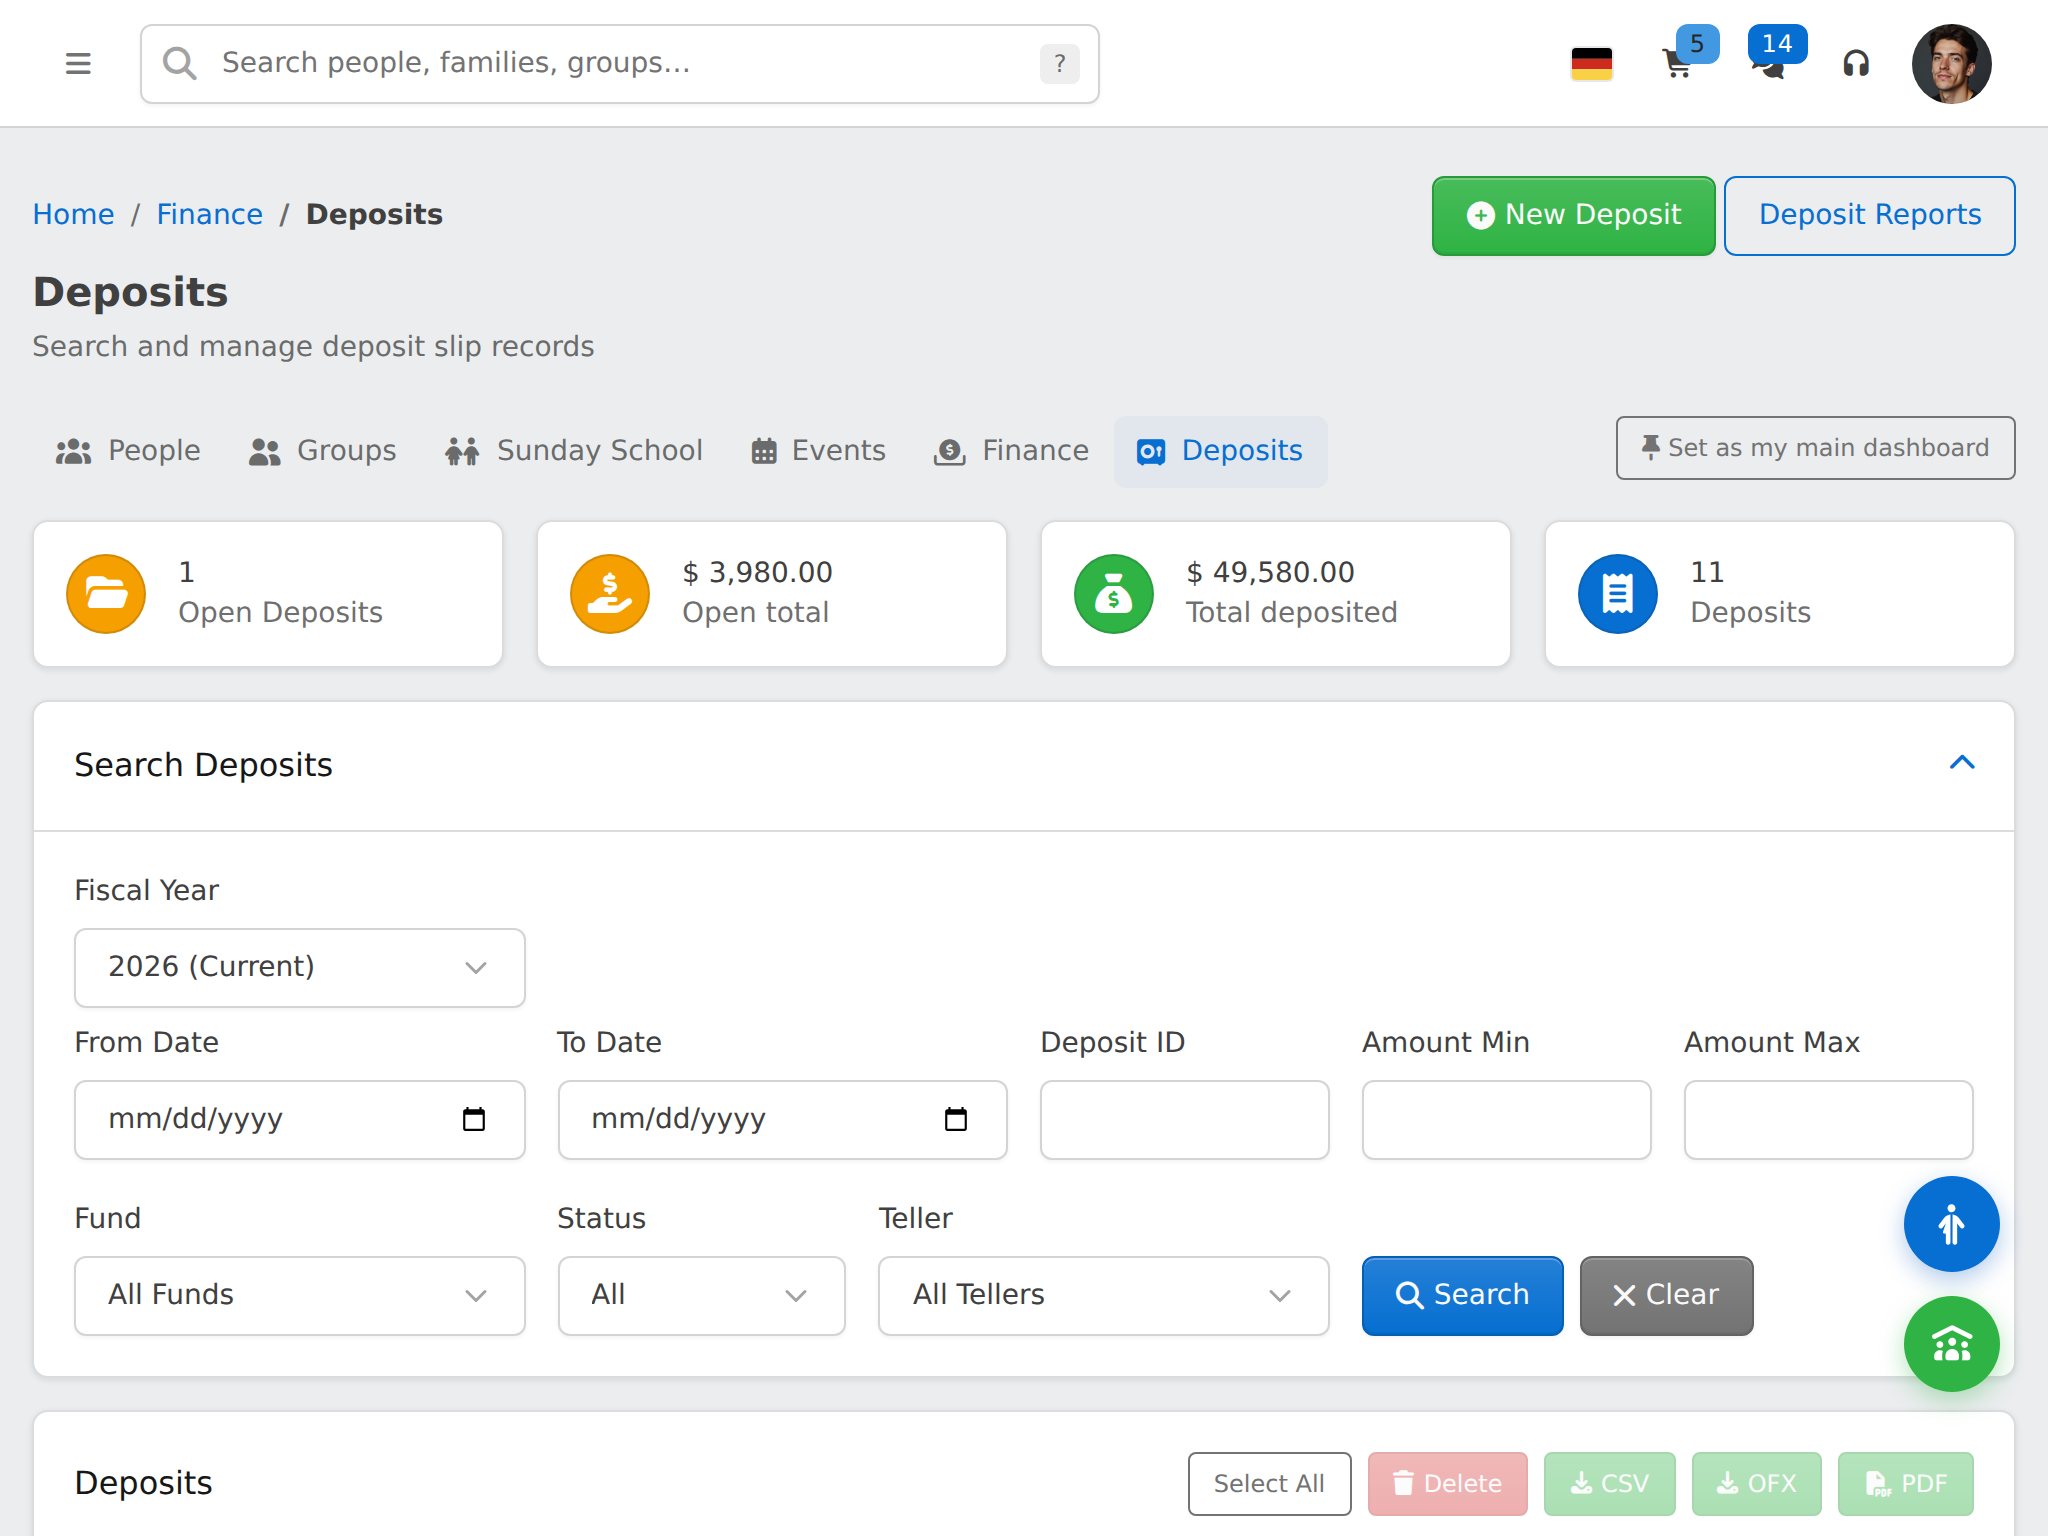 Search people, families, groups...
?
5
14
Home / Finance / Deposits
New Deposit
Deposit Reports
Deposits
Search and manage deposit slip records
People
Groups
Sunday School
Events
Finance
Deposits
Set as my main dashboard
1
Open Deposits
$ 3,980.00
Open total
$ 49,580.00
Total deposited
11
Deposits
Search Deposits
Fiscal Year
2026 (Current)
From Date
To Date
Deposit ID
Amount Min
Amount Max
mm/dd/yyyy
mm/dd/yyyy
Fund
Status
Teller
All Funds
All
All Tellers
Search
Clear
Deposits
Select All
Delete
CSV
OFX
PDF